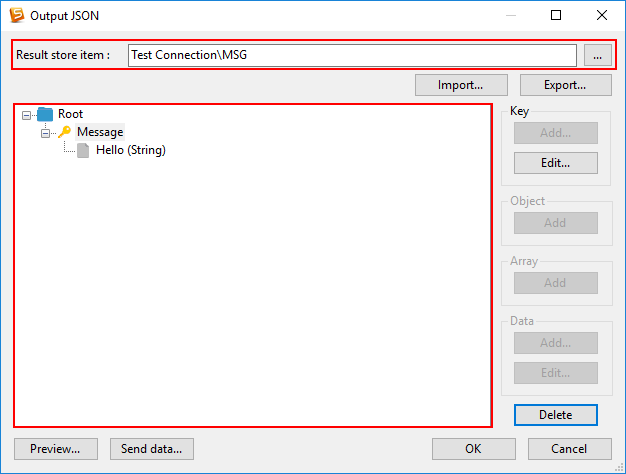 Output JSON
Result store item :
Test Connection\MSG
...
Import...
Export...
Root
Message
Hello (String)
Key
Add...
Edit...
Object
Add
Array
Add
Data
Add...
Edit...
Delete
Preview...
Send data...
OK
Cancel